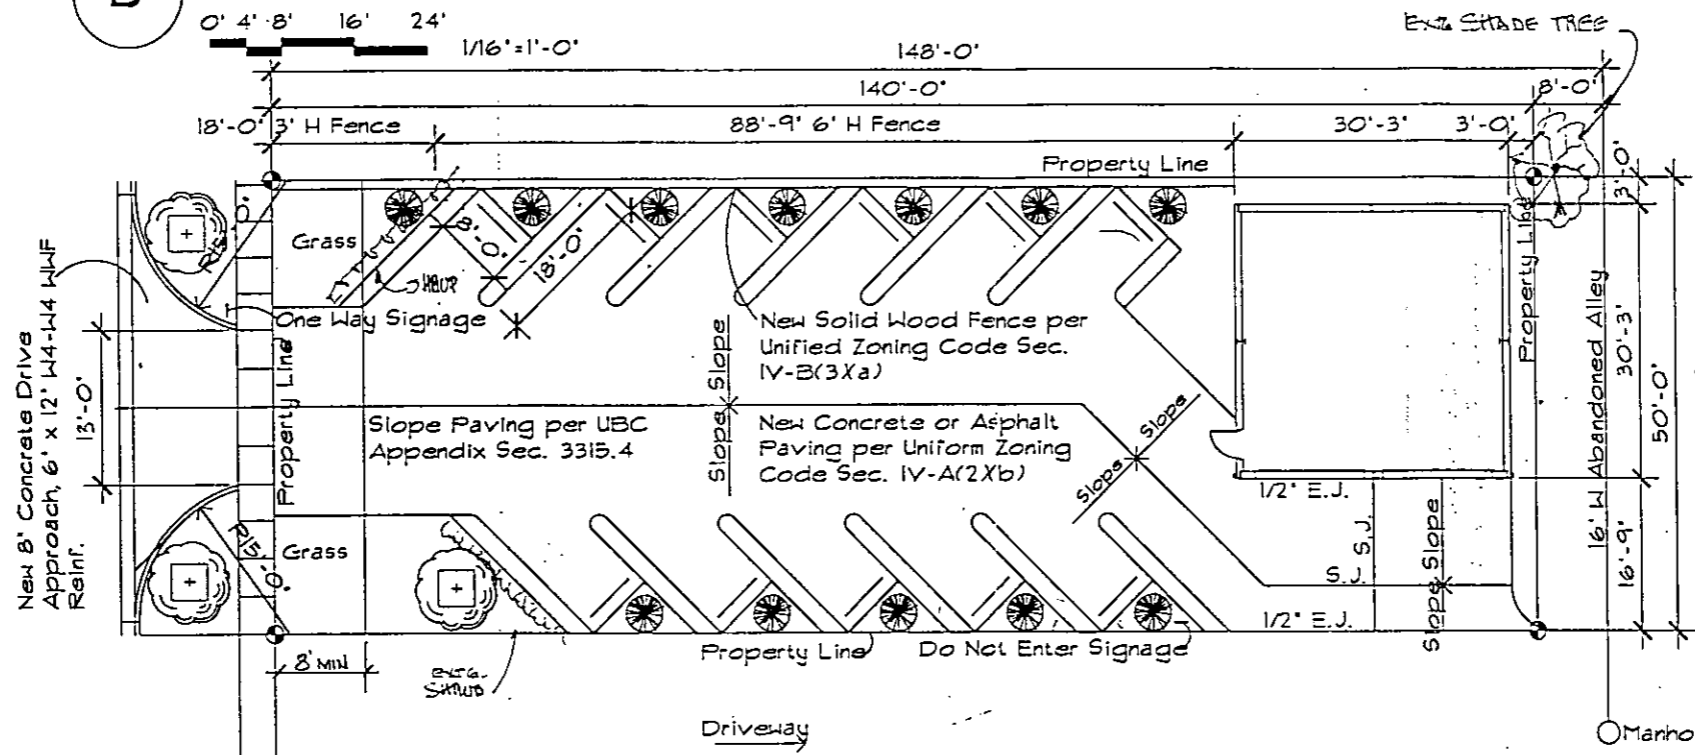 0' 4' 8' 16' 24'
1/16"=1'-0"
148'-0"
140'-0"
8'-0"
EXTG SHADE TREE
18'-0" 3' H Fence
88'-9" 6' H Fence
30'-3"
3'-0"
3'-0"
Property Line
Grass
8'-0"
18'-0"
One Way Signage
New Solid Wood Fence per
Unified Zoning Code Sec.
IV-B(3)(a)
New 8" Concrete Drive
Approach, 6" x 12" W4-W4 WWF
Reinf.
13'-0"
Property Line
Slope
Slope
Slope Paving per UBC
Appendix Sec. 3315.4
New Concrete or Asphalt
Paving per Uniform Zoning
Code Sec. IV-A(2)(b)
Slope
Slope
Property Line
16' W Abandoned Alley
30'-3"
50'-0"
1/2" E.J.
S.J.
S.J.
Slope
Slope
16'-9"
R15'-0"
Grass
1/2" E.J.
8' MIN
EXTG.
SHRUB
Property Line
Do Not Enter Signage
Driveway
Manho